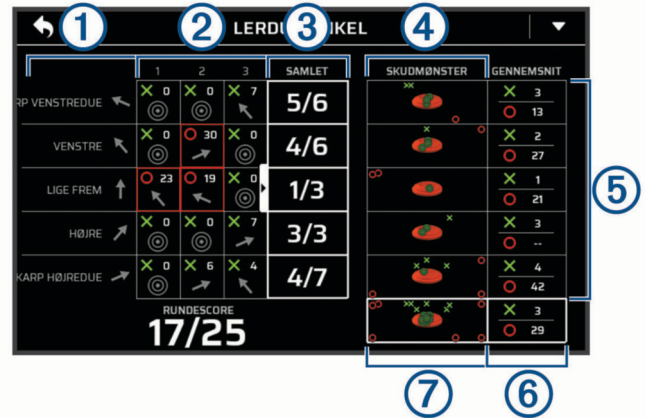 1 2 3 4
1 2 3 SAMLET SKUDMØNSTER GENNEMSNIT
RP VENSTREDUE 0 0 7 5/6 3
13
VENSTRE 0 30 0 4/6 2
27
LIGE FREM 23 19 0 1/3 1
21
5
HØJRE 0 0 7 3/3 3
--
KARP HØJREDUE 0 6 4 4/7 4
42
RUNDESCORE 3
17/25 29
7 6